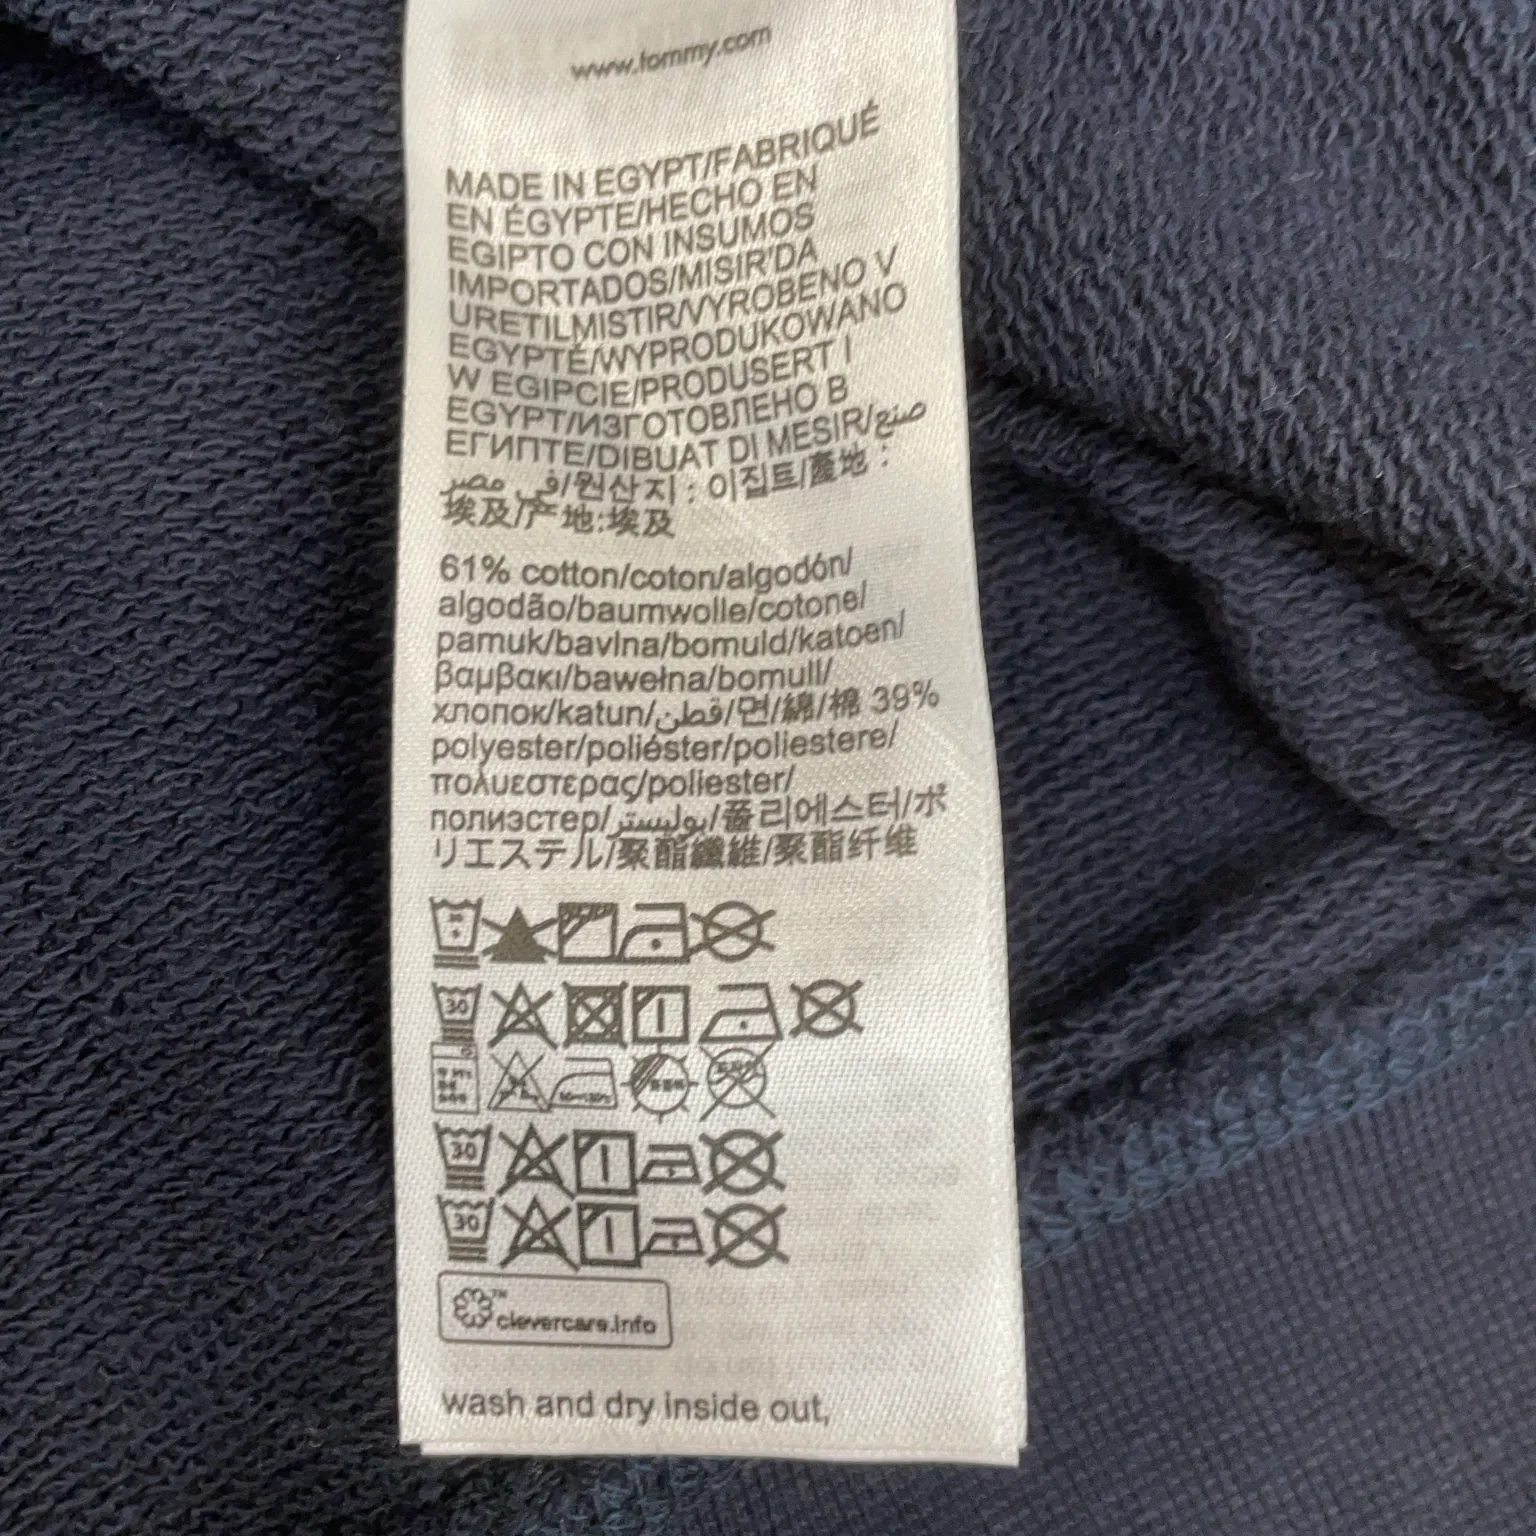 www.tommy.com
MADE IN EGYPT/FABRIQUÉ
EN ÉGYPTE/HECHO EN
EGIPTO CON INSUMOS
IMPORTADOS/MISIR'DA
URETILMISTIR/VYROBENO V
EGYPTĚ/WYPRODUKOWANO
W EGIPCIE/PRODUSERT I
EGYPT/ИЗГОТОВЛЕНО В
ЕГИПТЕ/DIBUAT DI MESIR/صنع
في مصر/원산지 : 이집트/產地 :
埃及/产地:埃及
61% cotton/coton/algodón/
algodão/baumwolle/cotone/
pamuk/bavlna/bomuld/katoen/
βαμβακι/bawełna/bomull/
хлопок/katun/قطن/면/綿/棉 39%
polyester/poliéster/poliestere/
πολυεστερας/poliester/
полиэстер/بوليستر/폴리에스터/ポ
リエステル/聚酯纖維/聚酯纤维
30
30
30
30
clevercare.info
wash and dry inside out,